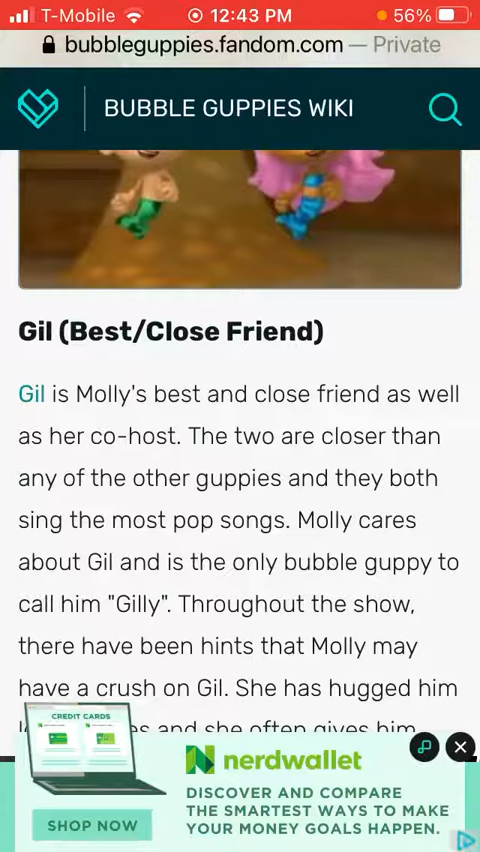 T-Mobile 12:43 PM 56%
bubbleguppies.fandom.com — Private
BUBBLE GUPPIES WIKI
Gil (Best/Close Friend)
Gil is Molly's best and close friend as well
as her co-host. The two are closer than
any of the other guppies and they both
sing the most pop songs. Molly cares
about Gil and is the only bubble guppy to
call him "Gilly". Throughout the show,
there have been hints that Molly may
have a crush on Gil. She has hugged him
and she often gives him
CREDIT CARDS
nerdwallet
DISCOVER AND COMPARE
THE SMARTEST WAYS TO MAKE
YOUR MONEY GOALS HAPPEN.
SHOP NOW